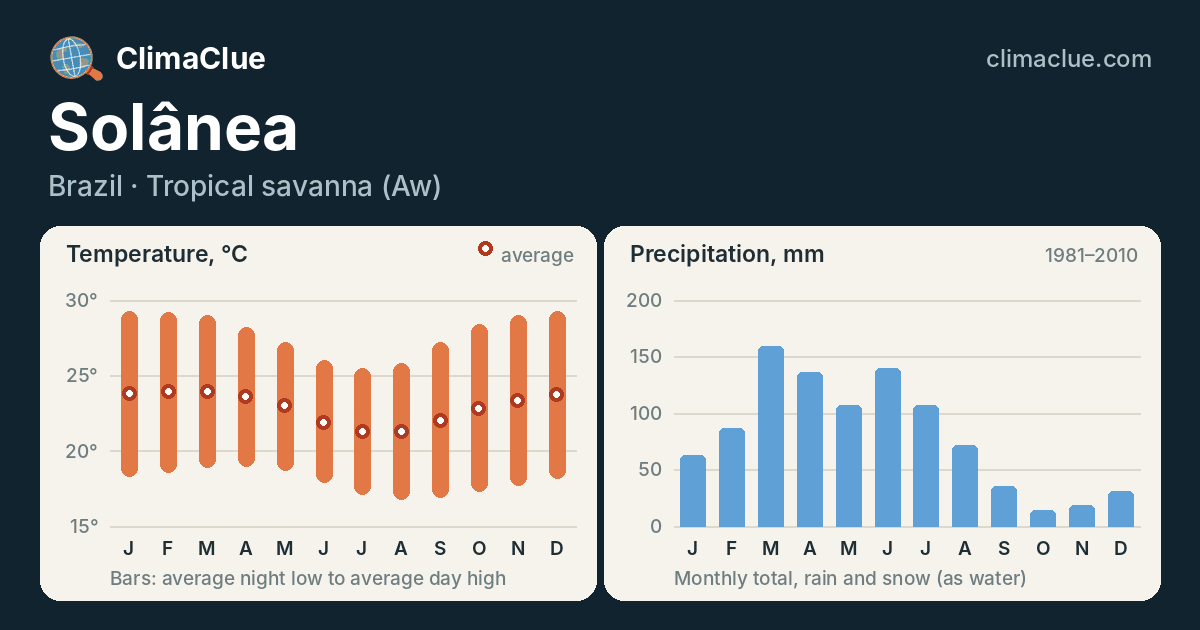 ClimaClue
climaclue.com
Solânea
Brazil · Tropical savanna (Aw)
Temperature, °C
average
30°
25°
20°
15°
J F M A M J J A S O N D
Bars: average night low to average day high
Precipitation, mm
1981–2010
200
150
100
50
0
J F M A M J J A S O N D
Monthly total, rain and snow (as water)